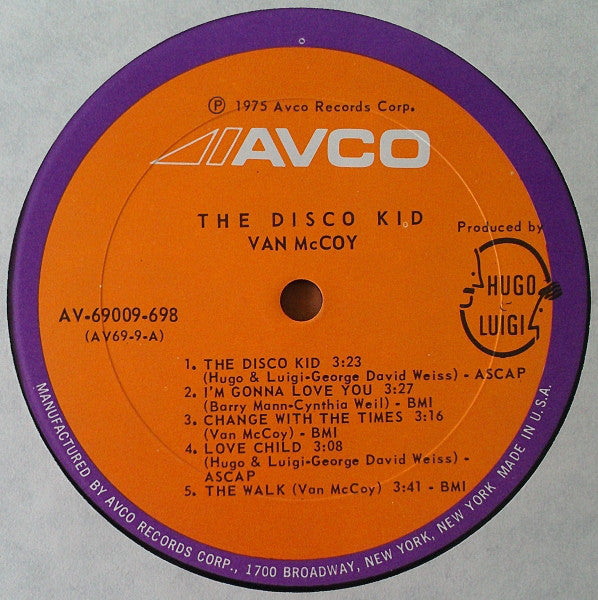 ℗ 1975 Avco Records Corp.
AVCO
THE DISCO KID
VAN McCOY
Produced by
HUGO
LUIGI
AV-69009-698
(AV69-9-A)
1. THE DISCO KID 3:23
(Hugo & Luigi-George David Weiss) - ASCAP
2. I'M GONNA LOVE YOU 3:27
(Barry Mann-Cynthia Weil) - BMI
3. CHANGE WITH THE TIMES 3:16
(Van McCoy) - BMI
4. LOVE CHILD 3:08
(Hugo & Luigi-George David Weiss) -
ASCAP
5. THE WALK (Van McCoy) 3:41 - BMI
MANUFACTURED BY AVCO RECORDS CORP., 1700 BROADWAY, NEW YORK, NEW YORK MADE IN U.S.A.